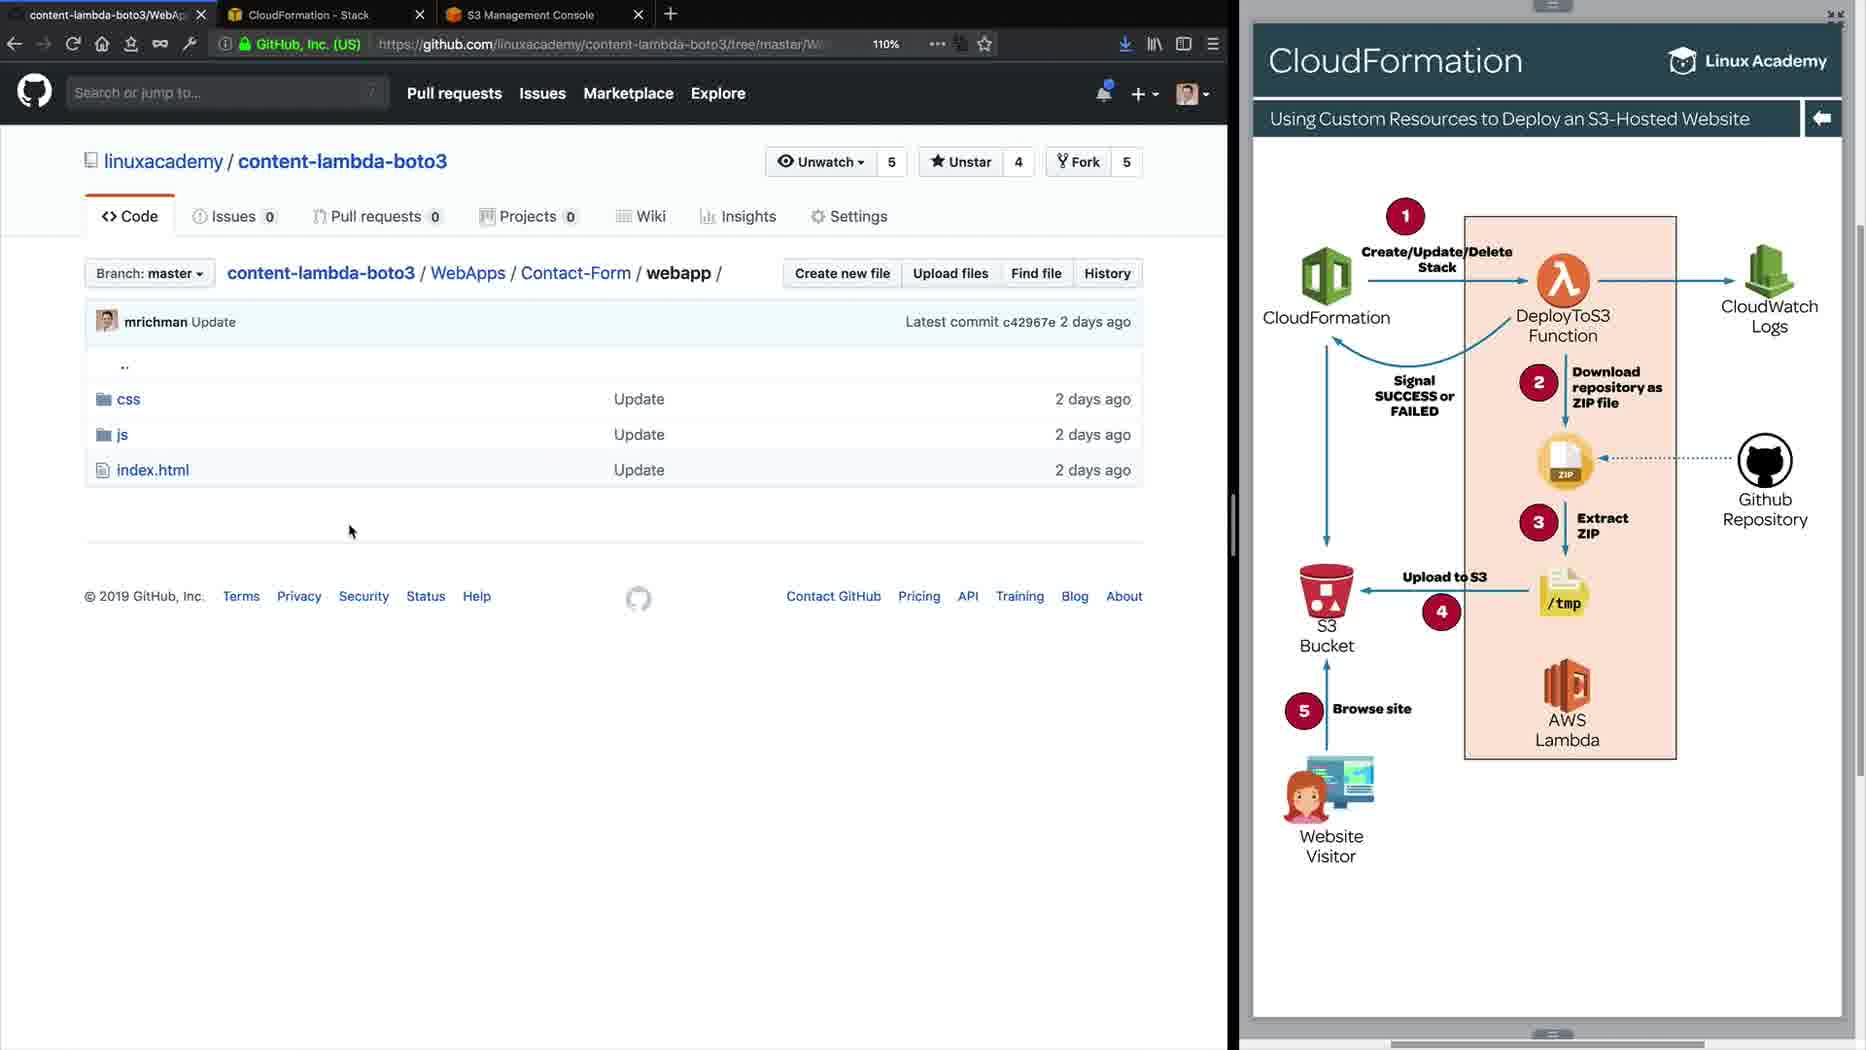 content-lambda-boto3/WebAp
CloudFormation - Stack
S3 Management Console
GitHub, Inc. (US)
https://github.com/linuxacademy/content-lambda-boto3/tree/master/W
110%
Search or jump to...
/
Pull requests
Issues
Marketplace
Explore
linuxacademy / content-lambda-boto3
Unwatch
5
Unstar
4
Fork
5
<> Code
Issues 0
Pull requests 0
Projects 0
Wiki
Insights
Settings
Branch: master
content-lambda-boto3 / WebApps / Contact-Form / webapp /
Create new file
Upload files
Find file
History
mrichman Update
Latest commit c42967e 2 days ago
..
css Update 2 days ago
js Update 2 days ago
index.html Update 2 days ago
© 2019 GitHub, Inc.
Terms
Privacy
Security
Status
Help
Contact GitHub
Pricing
API
Training
Blog
About
CloudFormation
Linux Academy
Using Custom Resources to Deploy an S3-Hosted Website
1
Create/Update/Delete
Stack
CloudFormation
DeployToS3
Function
CloudWatch
Logs
Signal
SUCCESS or
FAILED
2
Download
repository as
ZIP file
ZIP
Github
Repository
3
Extract
ZIP
Upload to S3
4
/tmp
S3
Bucket
AWS
Lambda
5
Browse site
Website
Visitor